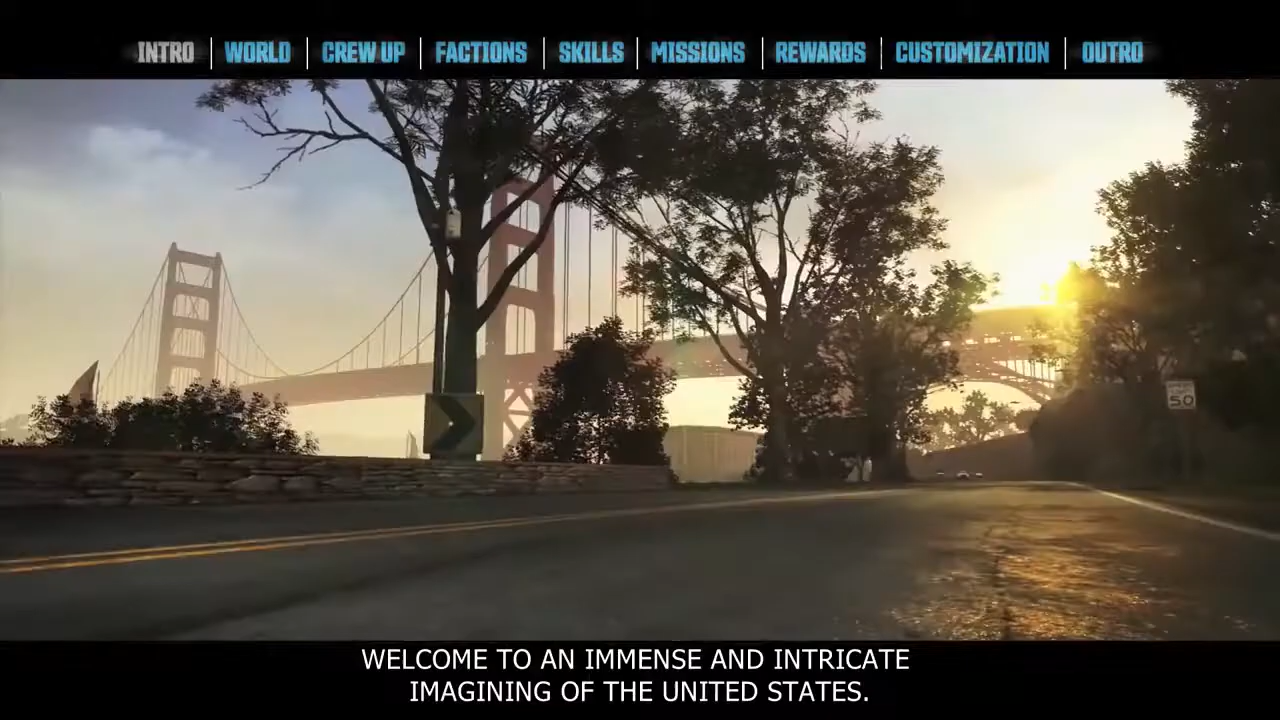 INTRO | WORLD | CREW UP | FACTIONS | SKILLS | MISSIONS | REWARDS | CUSTOMIZATION | OUTRO
50
WELCOME TO AN IMMENSE AND INTRICATE
IMAGINING OF THE UNITED STATES.